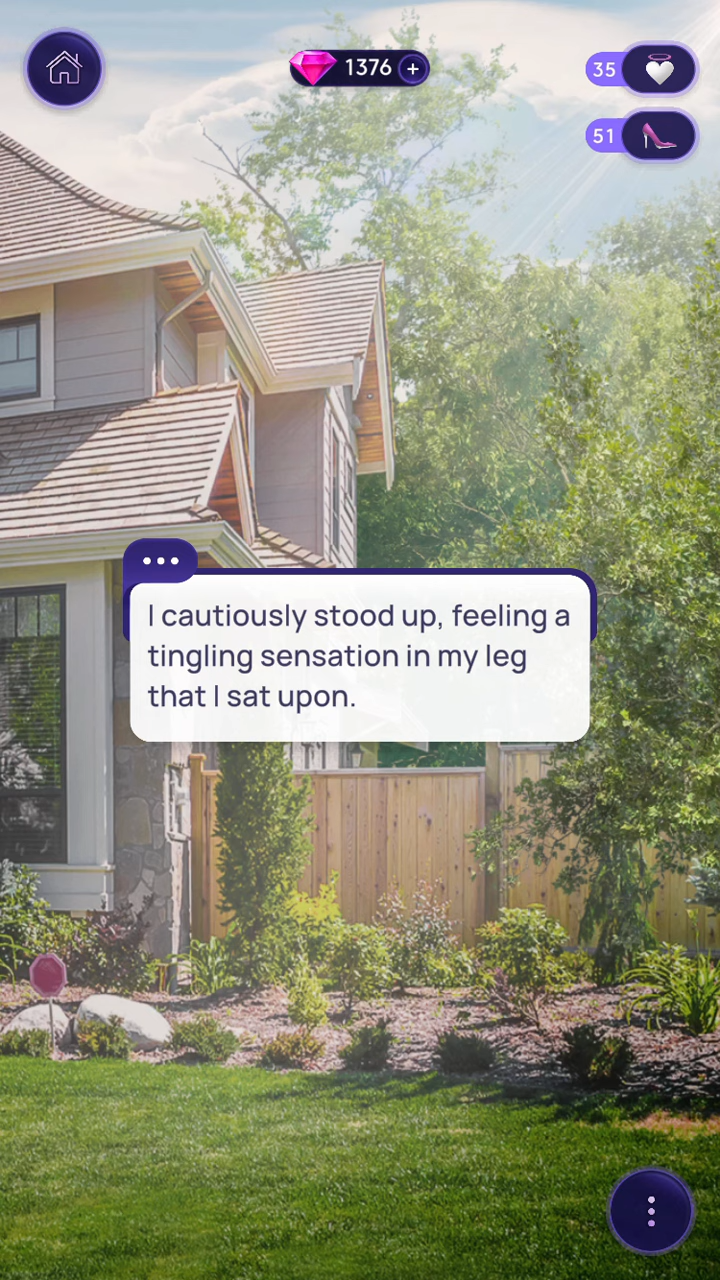 1376 +
35
51
I cautiously stood up, feeling a
tingling sensation in my leg
that I sat upon.